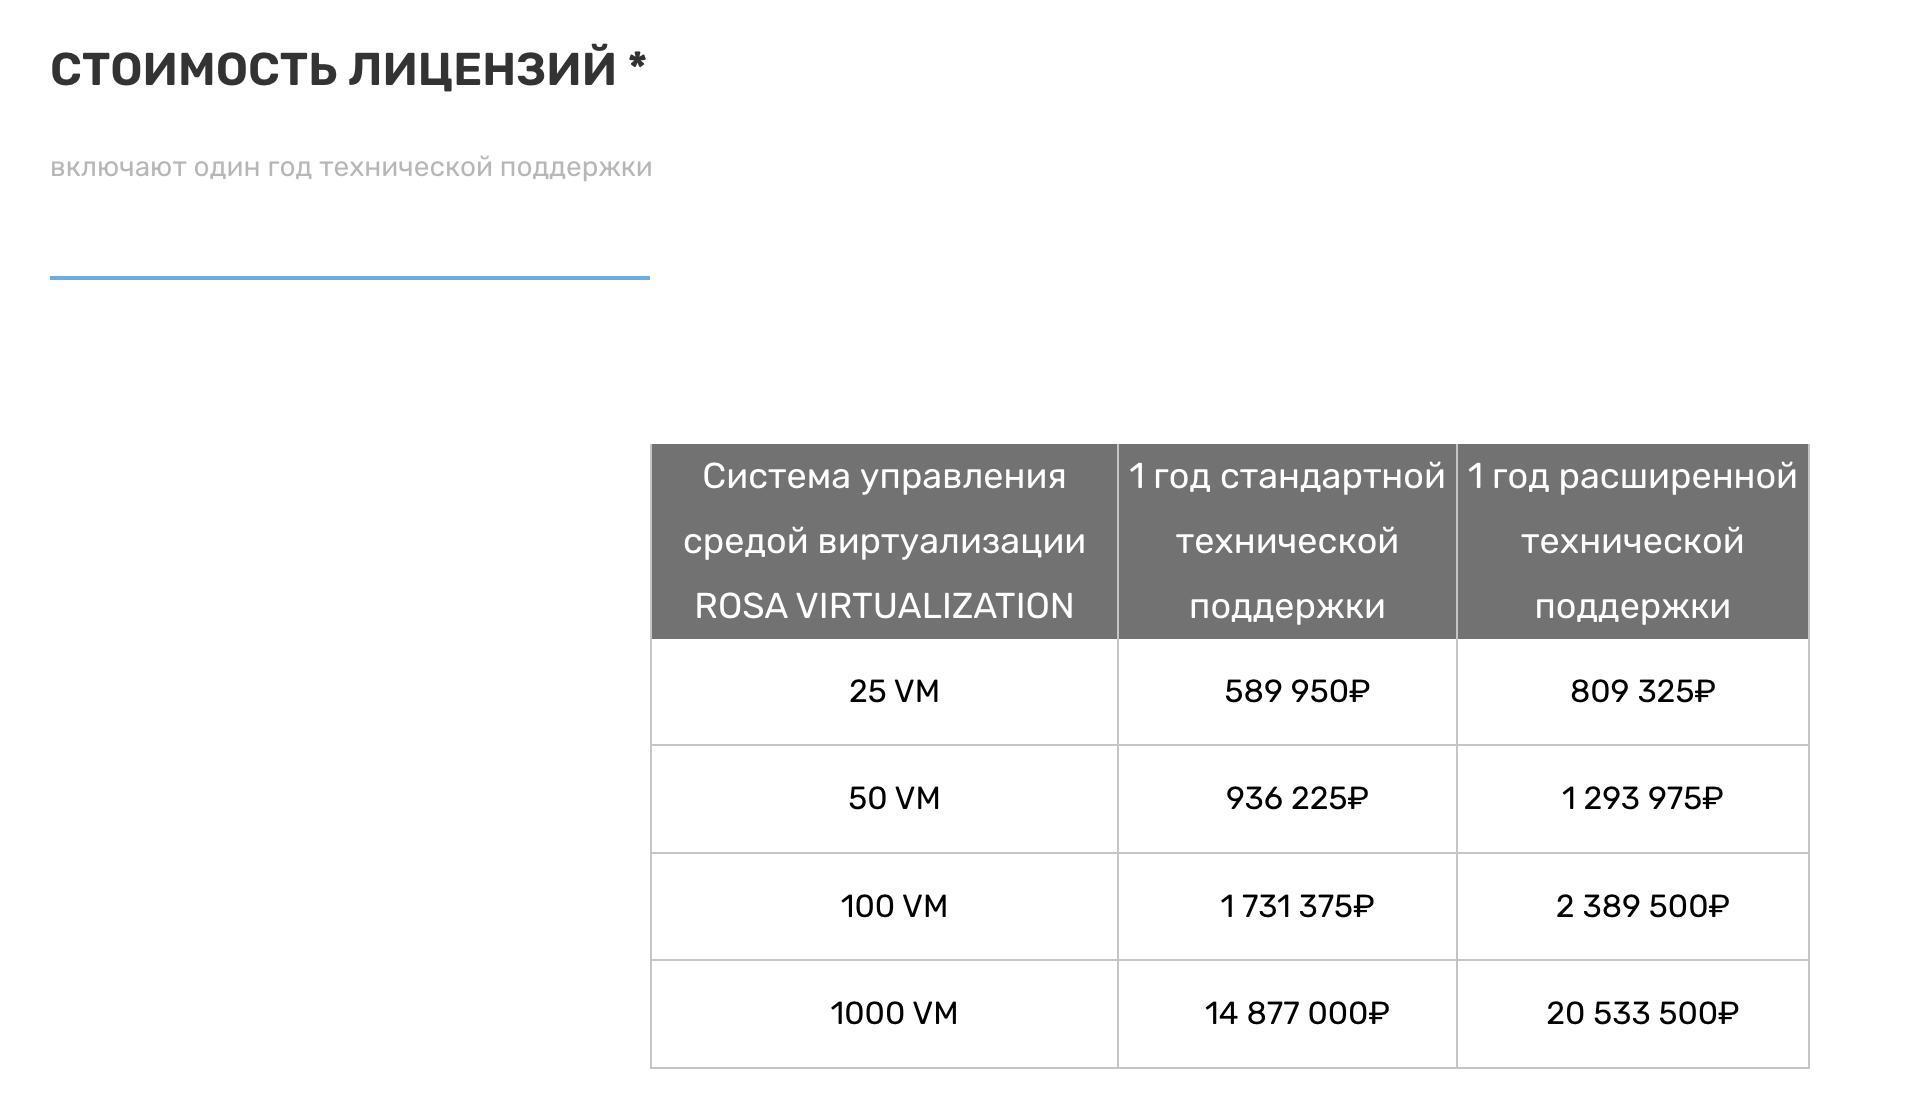 СТОИМОСТЬ ЛИЦЕНЗИЙ *
включают один год технической поддержки
Система управления
средой виртуализации
ROSA VIRTUALIZATION
1 год стандартной
технической
поддержки
1 год расширенной
технической
поддержки
25 VM
589 950₽
809 325₽
50 VM
936 225₽
1 293 975₽
100 VM
1 731 375₽
2 389 500₽
1000 VM
14 877 000₽
20 533 500₽